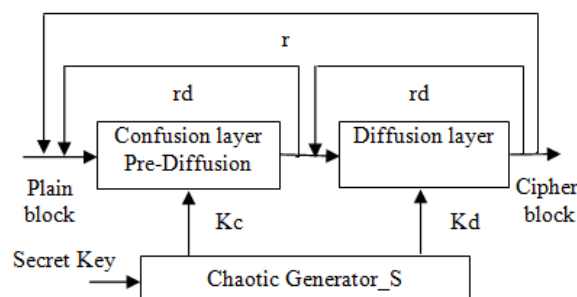 r
rd
rd
Confusion layer
Pre-Diffusion
Diffusion layer
Plain
block
Cipher
block
Kc
Kd
Secret Key
Chaotic Generator_S